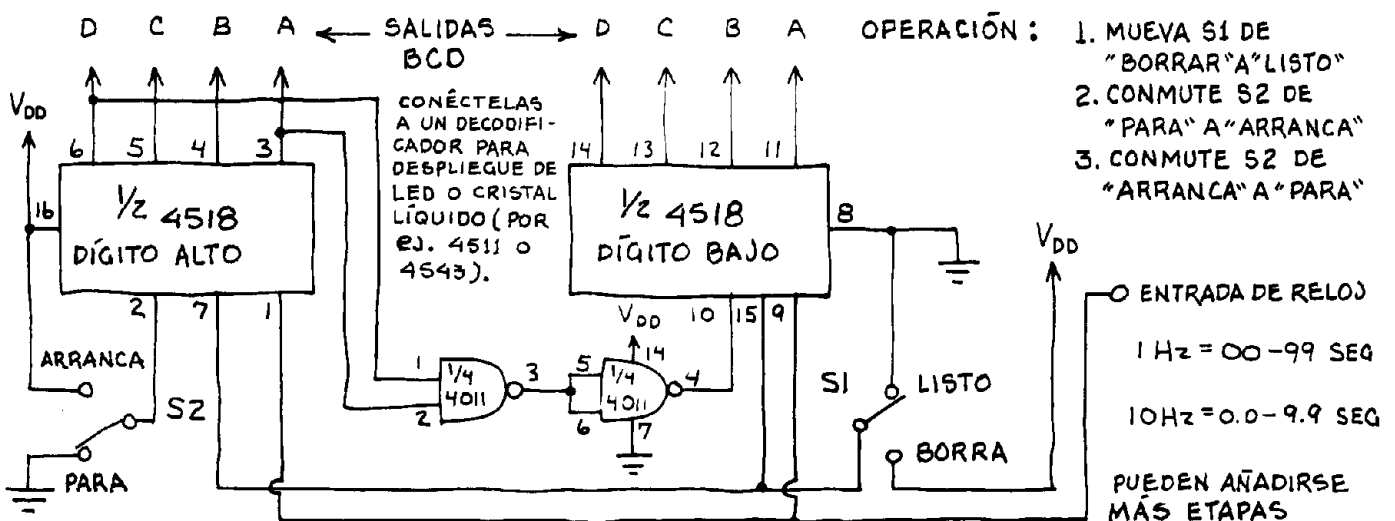 D C B A ← SALIDAS BCD → D C B A
OPERACIÓN:
1. MUEVA S1 DE
"BORRAR" A "LISTO"
2. CONMUTE S2 DE
"PARA" A "ARRANCA"
3. CONMUTE S2 DE
"ARRANCA" A "PARA"
CONÉCTELAS
A UN DECODIFI-
CADOR PARA
DESPLIEGUE DE
LED O CRISTAL
LÍQUIDO (POR
ej. 4511 O
4543).
VDD
6 5 4 3
16
1/2 4518
DÍGITO ALTO
2 7 1
14 13 12 11
1/2 4518
DÍGITO BAJO
8
10 15 9
VDD
ARRANCA
S2
PARA
1
2
1/4
4011
3
VDD
14
5
6
1/4
4011
4
7
S1
LISTO
BORRA
ENTRADA DE RELOJ
1 Hz = 00-99 SEG
10 Hz = 0.0-9.9 SEG
PUEDEN AÑADIRSE
MÁS ETAPAS